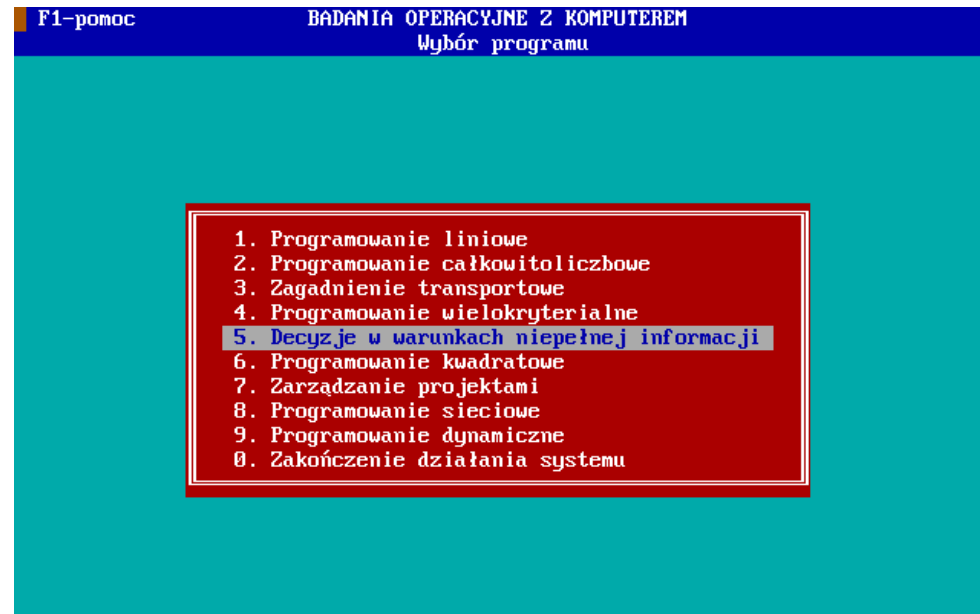 F1-pomoc BADANIA OPERACYJNE Z KOMPUTEREM
Wybór programu
1. Programowanie liniowe
2. Programowanie całkowitoliczbowe
3. Zagadnienie transportowe
4. Programowanie wielokryterialne
5. Decyzje w warunkach niepełnej informacji
6. Programowanie kwadratowe
7. Zarządzanie projektami
8. Programowanie sieciowe
9. Programowanie dynamiczne
0. Zakończenie działania systemu